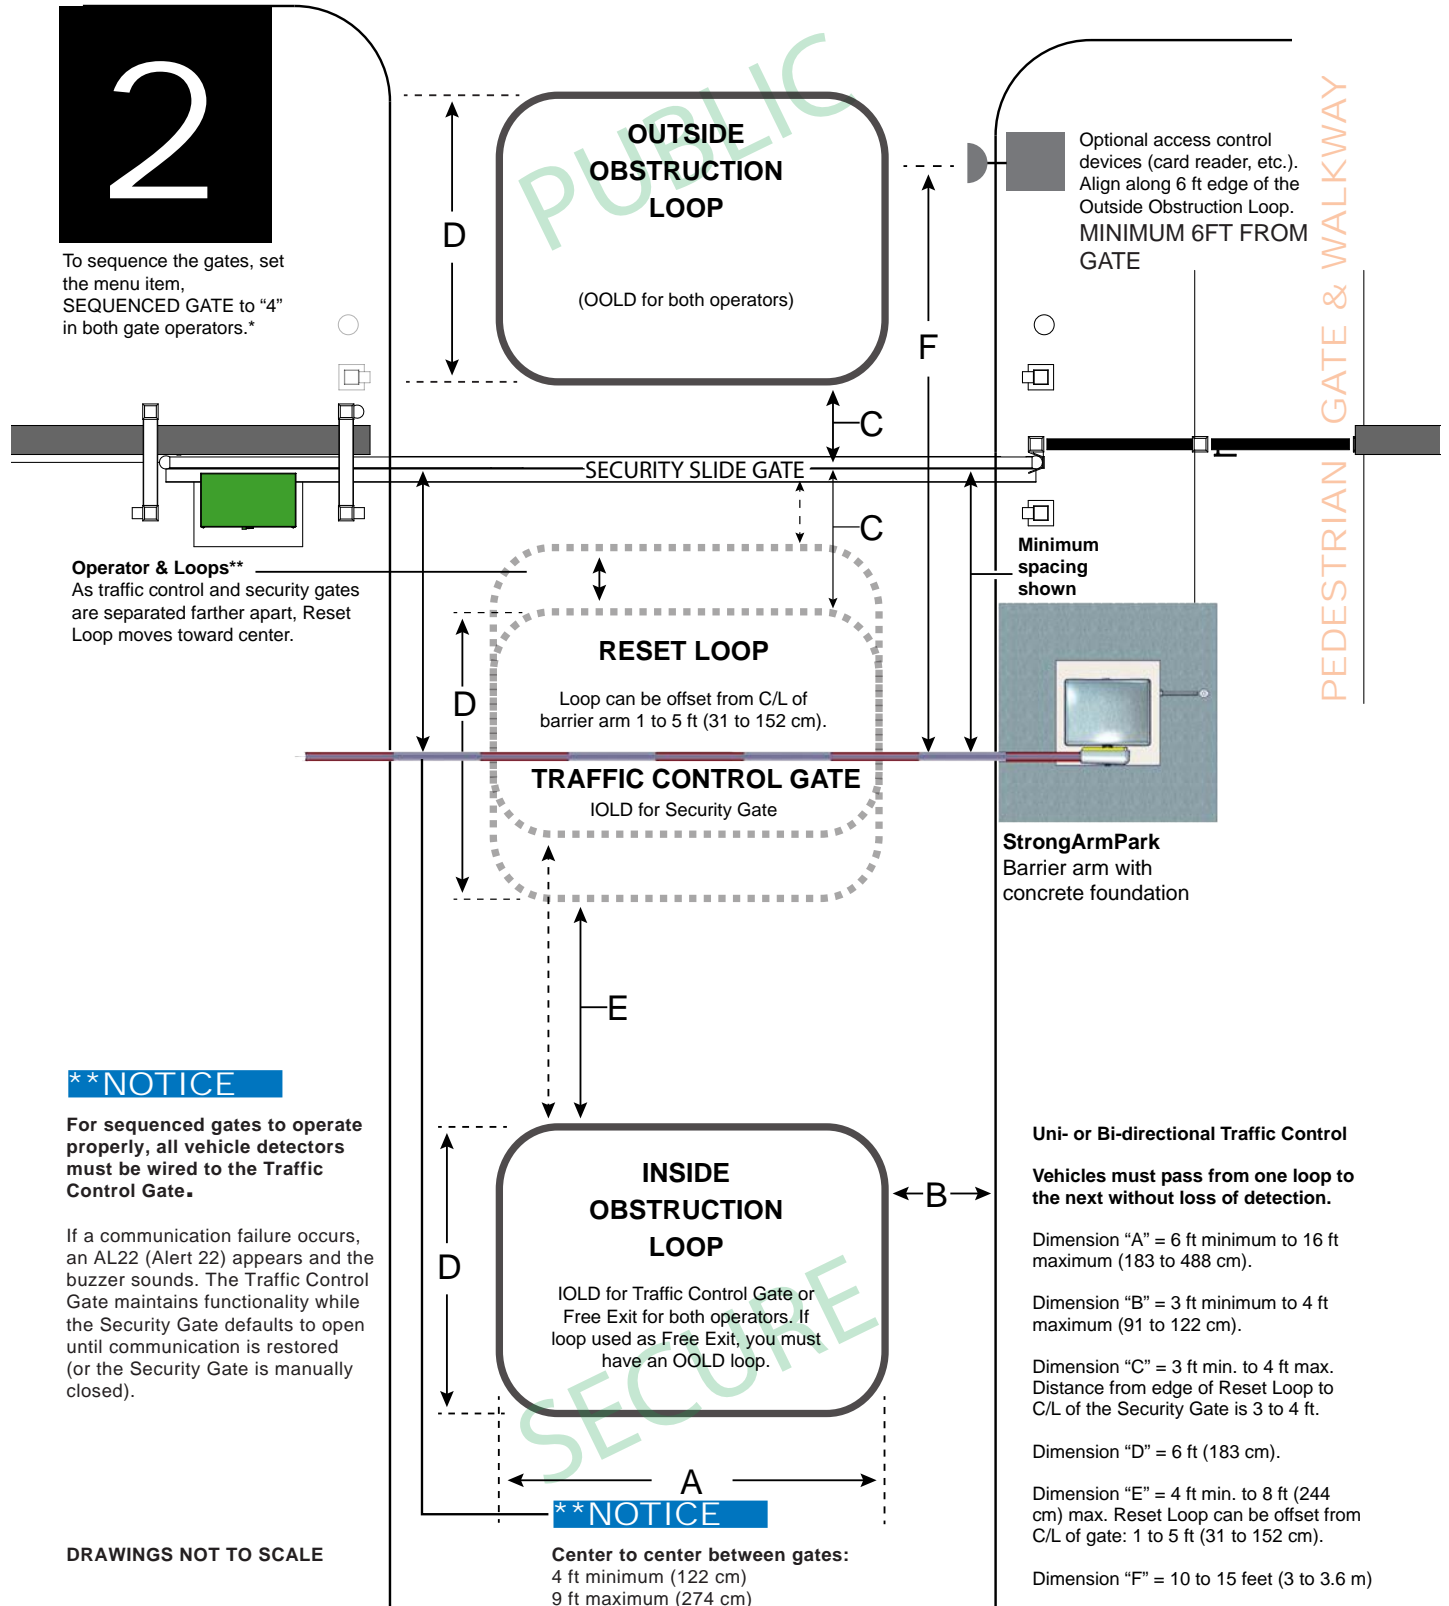 2
To sequence the gates, set
the menu item,
SEQUENCED GATE to “4”
in both gate operators.*
PUBLIC
OUTSIDE
OBSTRUCTION
LOOP
(OOLD for both operators)
D
F
Optional access control
devices (card reader, etc.).
Align along 6 ft edge of the
Outside Obstruction Loop.
MINIMUM 6FT FROM
GATE
PEDESTRIAN GATE & WALKWAY
C
SECURITY SLIDE GATE
C
Operator & Loops**
As traffic control and security gates
are separated farther apart, Reset
Loop moves toward center.
Minimum
spacing
shown
RESET LOOP
Loop can be offset from C/L of
barrier arm 1 to 5 ft (31 to 152 cm).
D
TRAFFIC CONTROL GATE
IOLD for Security Gate
StrongArmPark
Barrier arm with
concrete foundation
E
**NOTICE
For sequenced gates to operate
properly, all vehicle detectors
must be wired to the Traffic
Control Gate.
If a communication failure occurs,
an AL22 (Alert 22) appears and the
buzzer sounds. The Traffic Control
Gate maintains functionality while
the Security Gate defaults to open
until communication is restored
(or the Security Gate is manually
closed).
DRAWINGS NOT TO SCALE
INSIDE
OBSTRUCTION
LOOP
IOLD for Traffic Control Gate or
Free Exit for both operators. If
loop used as Free Exit, you must
have an OOLD loop.
SECURE
D
B
A
**NOTICE
Center to center between gates:
4 ft minimum (122 cm)
9 ft maximum (274 cm)
Uni- or Bi-directional Traffic Control
Vehicles must pass from one loop to
the next without loss of detection.
Dimension “A” = 6 ft minimum to 16 ft
maximum (183 to 488 cm).
Dimension “B” = 3 ft minimum to 4 ft
maximum (91 to 122 cm).
Dimension “C” = 3 ft min. to 4 ft max.
Distance from edge of Reset Loop to
C/L of the Security Gate is 3 to 4 ft.
Dimension “D” = 6 ft (183 cm).
Dimension “E” = 4 ft min. to 8 ft (244
cm) max. Reset Loop can be offset from
C/L of gate: 1 to 5 ft (31 to 152 cm).
Dimension “F” = 10 to 15 feet (3 to 3.6 m)